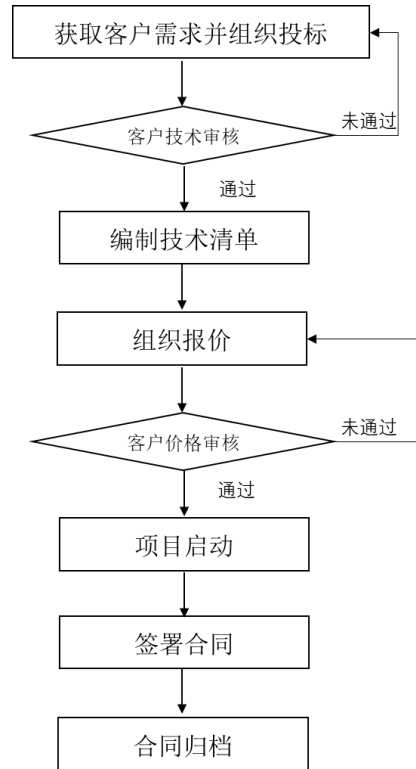 获取客户需求并组织投标
客户技术审核
未通过
通过
编制技术清单
组织报价
客户价格审核
未通过
通过
项目启动
签署合同
合同归档